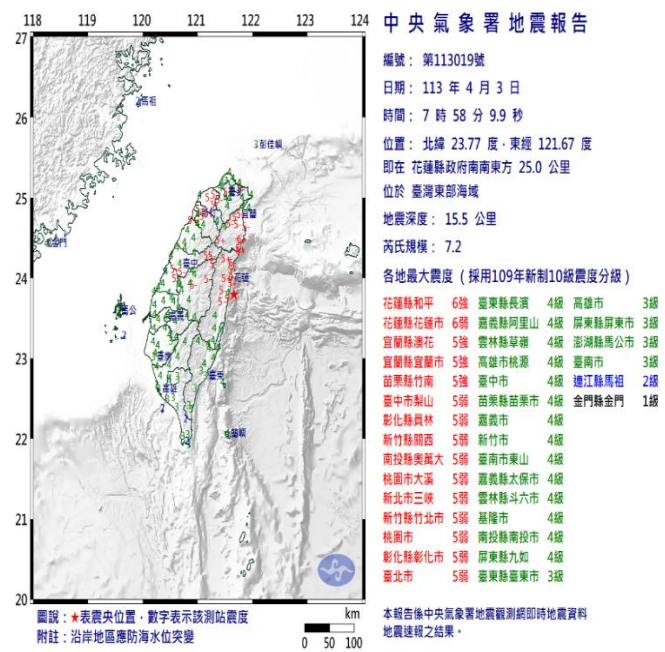 中央氣象署地震報告
編號： 第113019號
日期： 113 年 4 月 3 日
時間： 7 時 58 分 9.9 秒
位置： 北緯 23.77 度，東經 121.67 度
即在 花蓮縣政府南南東方 25.0 公里
位於 臺灣東部海域
地震深度： 15.5 公里
芮氏規模： 7.2
各地最大震度（採用109年新制10級震度分級）
花蓮縣和平 6強 臺東縣長濱 4級 高雄市 3級
花蓮縣花蓮市 6弱 嘉義縣阿里山 4級 屏東縣屏東市 3級
宜蘭縣澳花 5強 雲林縣草嶺 4級 澎湖縣馬公市 3級
宜蘭縣宜蘭市 5強 高雄市桃源 4級 臺南市 3級
苗栗縣竹南 5強 臺中市 4級 連江縣馬祖 2級
臺中市梨山 5弱 苗栗縣苗栗市 4級 金門縣金門 1級
彰化縣員林 5弱 嘉義市 4級
新竹縣關西 5弱 新竹市 4級
南投縣奧萬大 5弱 臺南市東山 4級
桃園市大溪 5弱 嘉義縣太保市 4級
新北市三峽 5弱 雲林縣斗六市 4級
新竹縣竹北市 5弱 基隆市 4級
桃園市 5弱 南投縣南投市 4級
彰化縣彰化市 5弱 屏東縣九如 4級
臺北市 5弱 臺東縣臺東市 3級
本報告係中央氣象署地震觀測網即時地震資料
地震速報之結果。
118 119 120 121 122 123 124
27
26
25
24
23
22
21
20
2馬祖
3彭佳嶼
金門
宜蘭
臺中
花蓮
馬公
臺南
臺東
高雄
蘭嶼
圖說：★表震央位置，數字表示該測站震度
附註：沿岸地區應防海水位突變
km
0 50 100